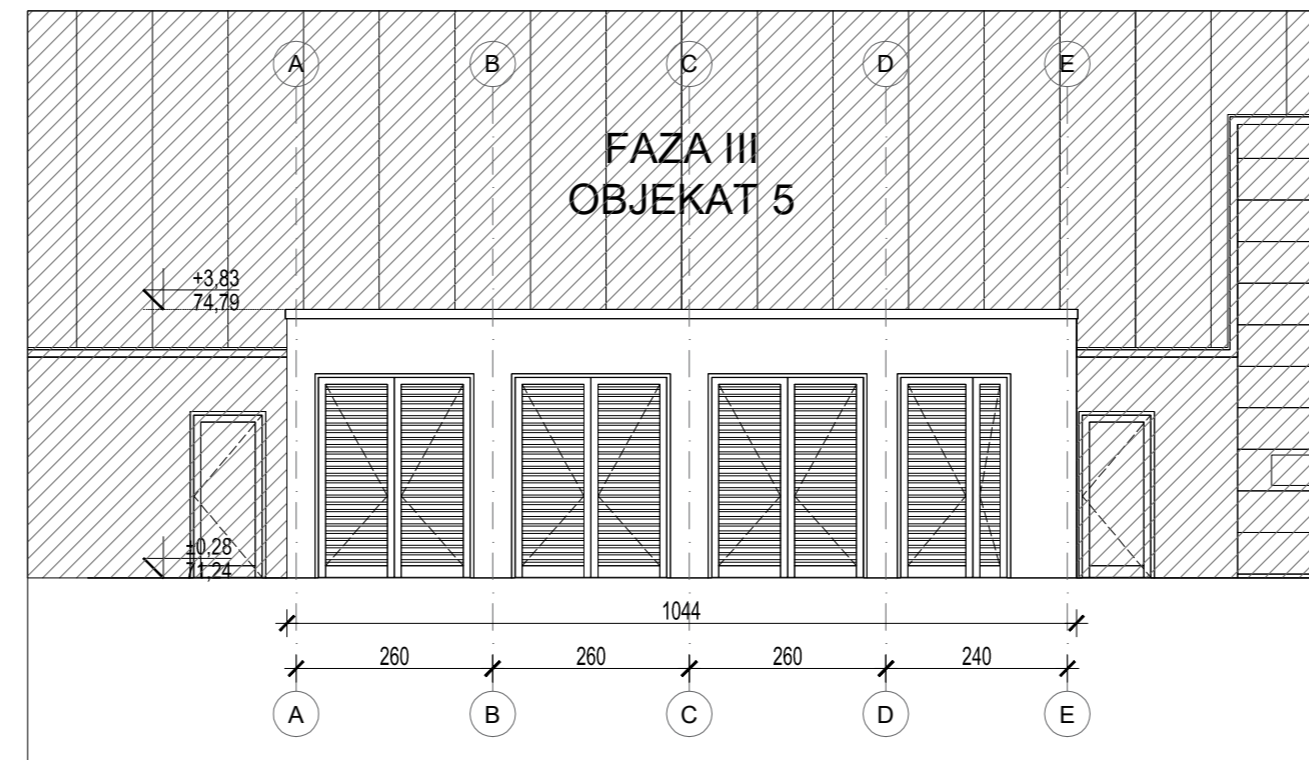 A B C D E
FAZA III
OBJEKAT 5
+3,83
74,79
±0,28
71,24
1044
260 260 260 240
A B C D E